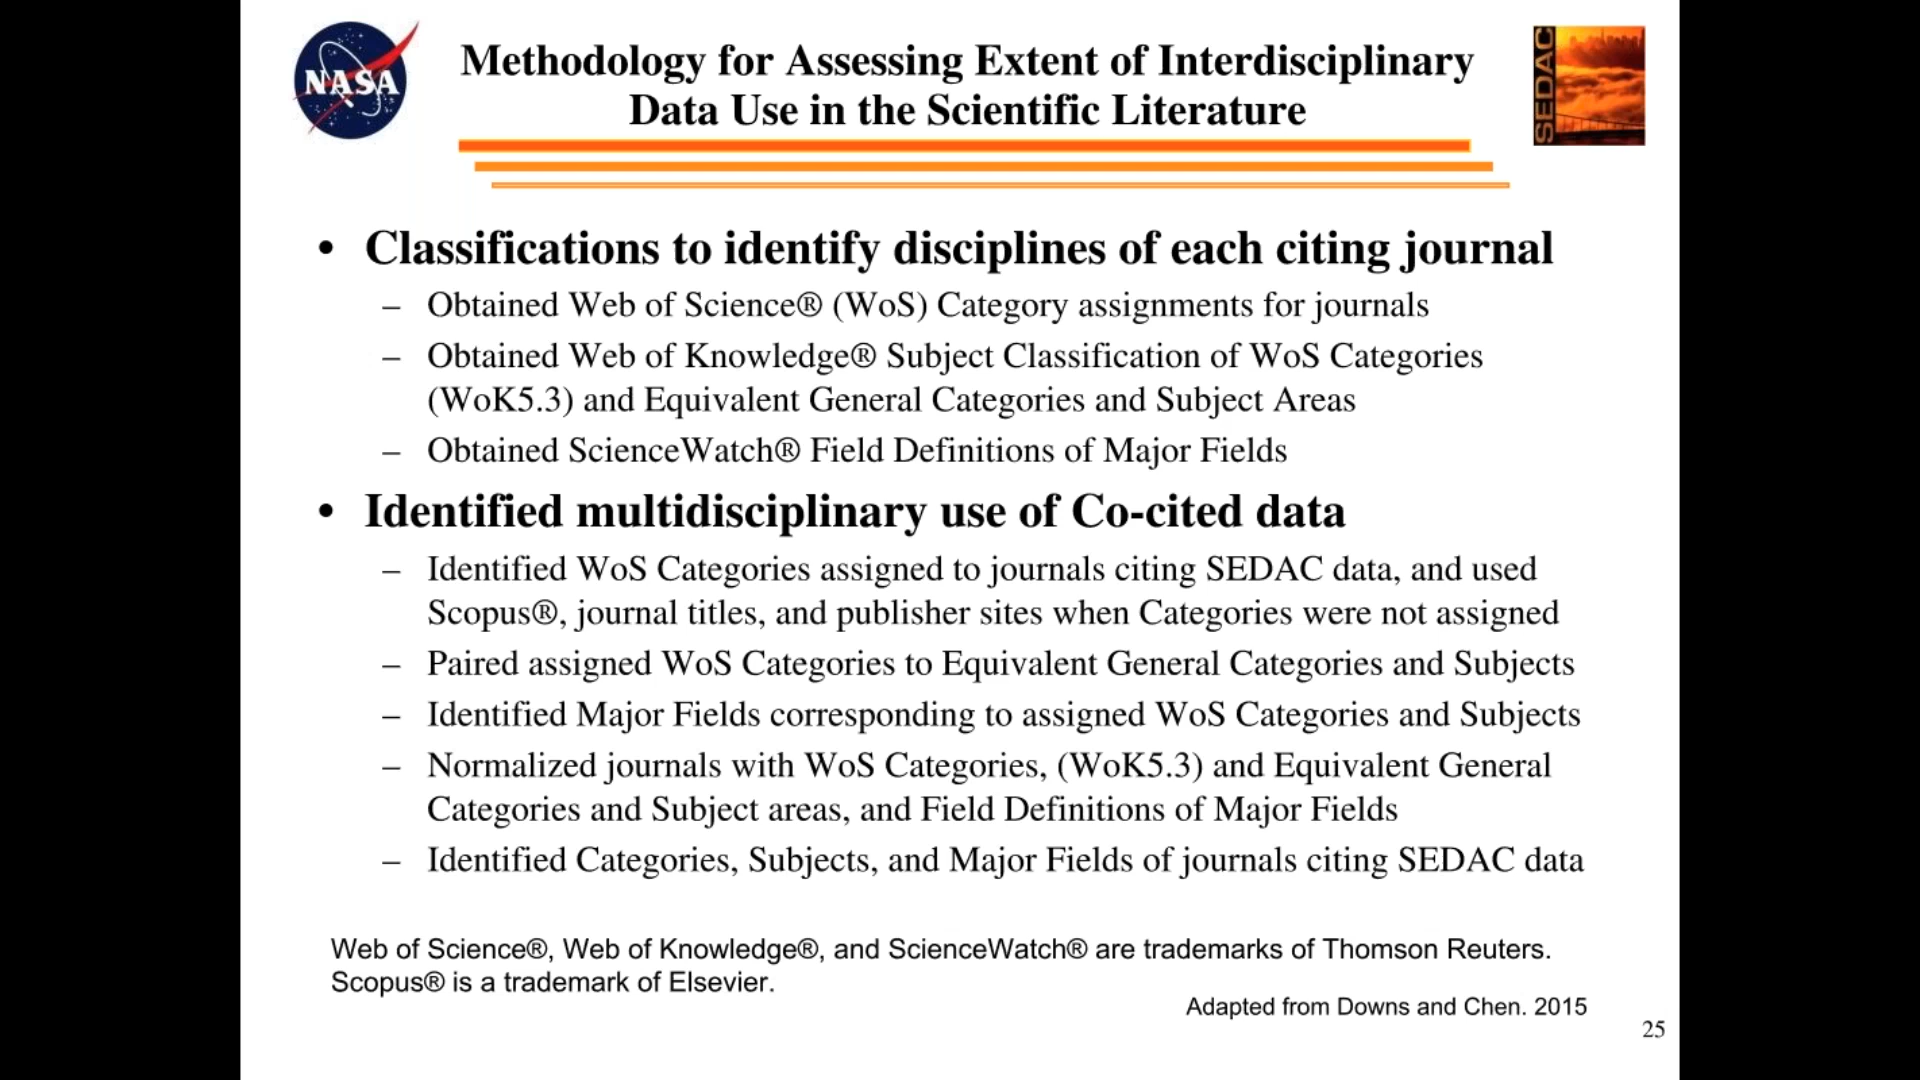 NASA
Methodology for Assessing Extent of Interdisciplinary
Data Use in the Scientific Literature
SEDAC
• Classifications to identify disciplines of each citing journal
– Obtained Web of Science® (WoS) Category assignments for journals
– Obtained Web of Knowledge® Subject Classification of WoS Categories
(WoK5.3) and Equivalent General Categories and Subject Areas
– Obtained ScienceWatch® Field Definitions of Major Fields
• Identified multidisciplinary use of Co-cited data
– Identified WoS Categories assigned to journals citing SEDAC data, and used
Scopus®, journal titles, and publisher sites when Categories were not assigned
– Paired assigned WoS Categories to Equivalent General Categories and Subjects
– Identified Major Fields corresponding to assigned WoS Categories and Subjects
– Normalized journals with WoS Categories, (WoK5.3) and Equivalent General
Categories and Subject areas, and Field Definitions of Major Fields
– Identified Categories, Subjects, and Major Fields of journals citing SEDAC data
Web of Science®, Web of Knowledge®, and ScienceWatch® are trademarks of Thomson Reuters.
Scopus® is a trademark of Elsevier.
Adapted from Downs and Chen. 2015
25